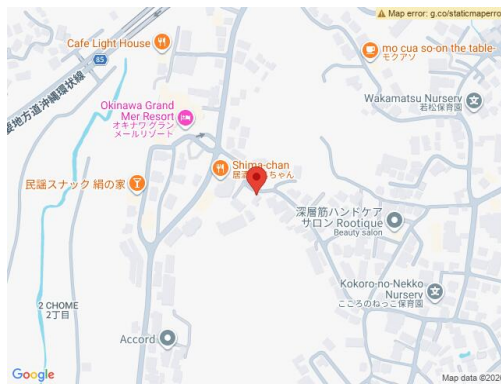 Map error: g.co/staticmaperro
Cafe Light House
85
mo cua so-on the table-
モクアソ
Wakamatsu Nursery
若松保育園
Okinawa Grand
Mer Resort
オキナワ グラン
メールリゾート
Shima-chan
ちゃん
民謡スナック 絹の家
深層筋ハンドケア
サロン Rootique
Beauty salon
Kokoro-no-Nekko
Nursery
こころのねっこ保育園
2 CHOME
2丁目
Accord
Google
Map data ©202